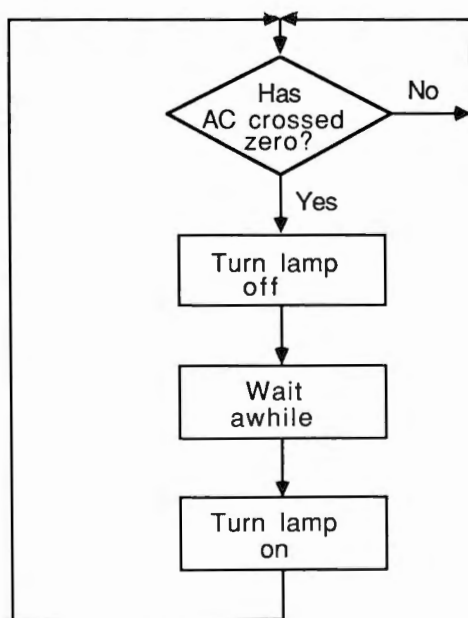 Has
AC crossed
zero?
No
Yes
Turn lamp
off
Wait
awhile
Turn lamp
on